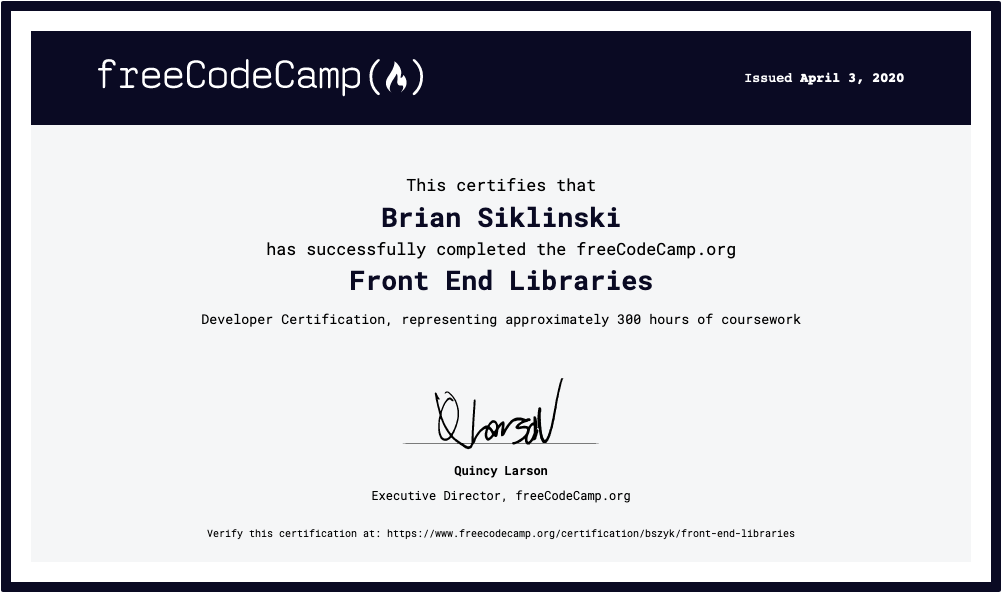 freeCodeCamp(🔥)
Issued April 3, 2020
This certifies that
Brian Siklinski
has successfully completed the freeCodeCamp.org
Front End Libraries
Developer Certification, representing approximately 300 hours of coursework
Q Larson
Quincy Larson
Executive Director, freeCodeCamp.org
Verify this certification at: https://www.freecodecamp.org/certification/bszyk/front-end-libraries